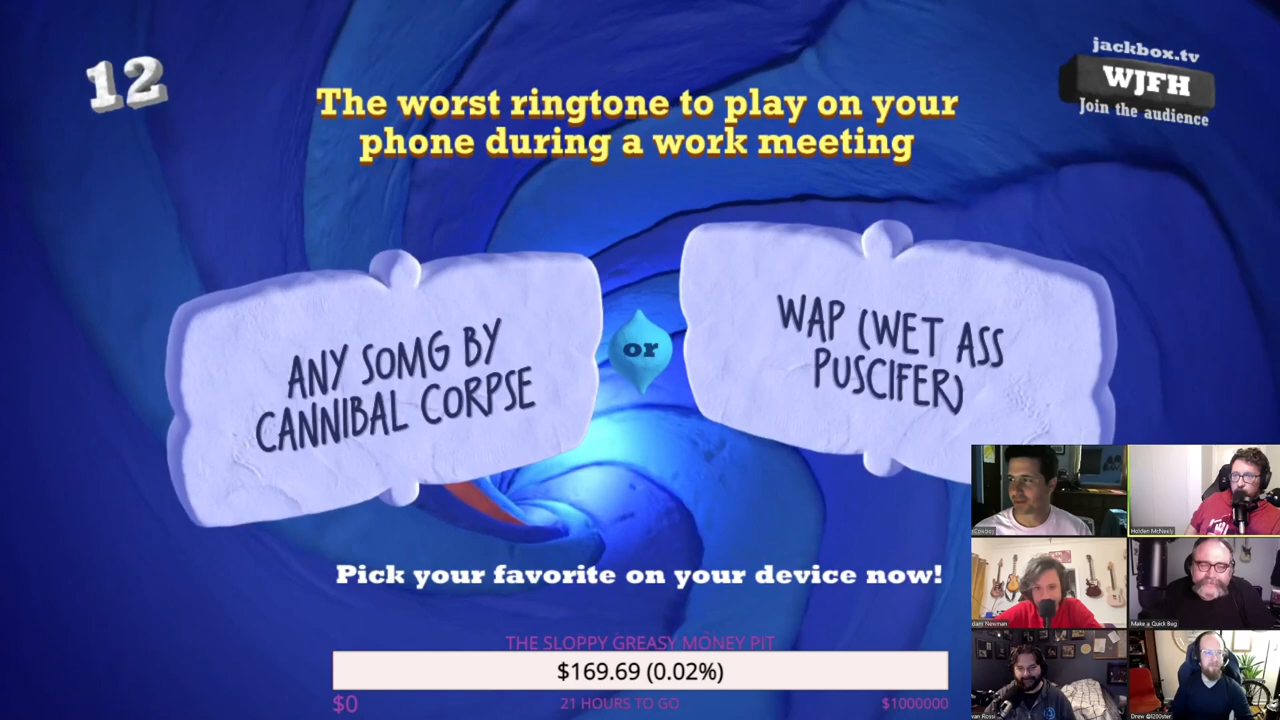 12
jackbox.tv
WJFH
Join the audience
The worst ringtone to play on your
phone during a work meeting
ANY SOMG BY
CANNIBAL CORPSE
or
WAP (WET ASS
PUSCIFER)
Pick your favorite on your device now!
THE SLOPPY GREASY MONEY PIT
$169.69 (0.02%)
$0
21 HOURS TO GO
$1000000
Holden McNeely
Make a Quick Bug